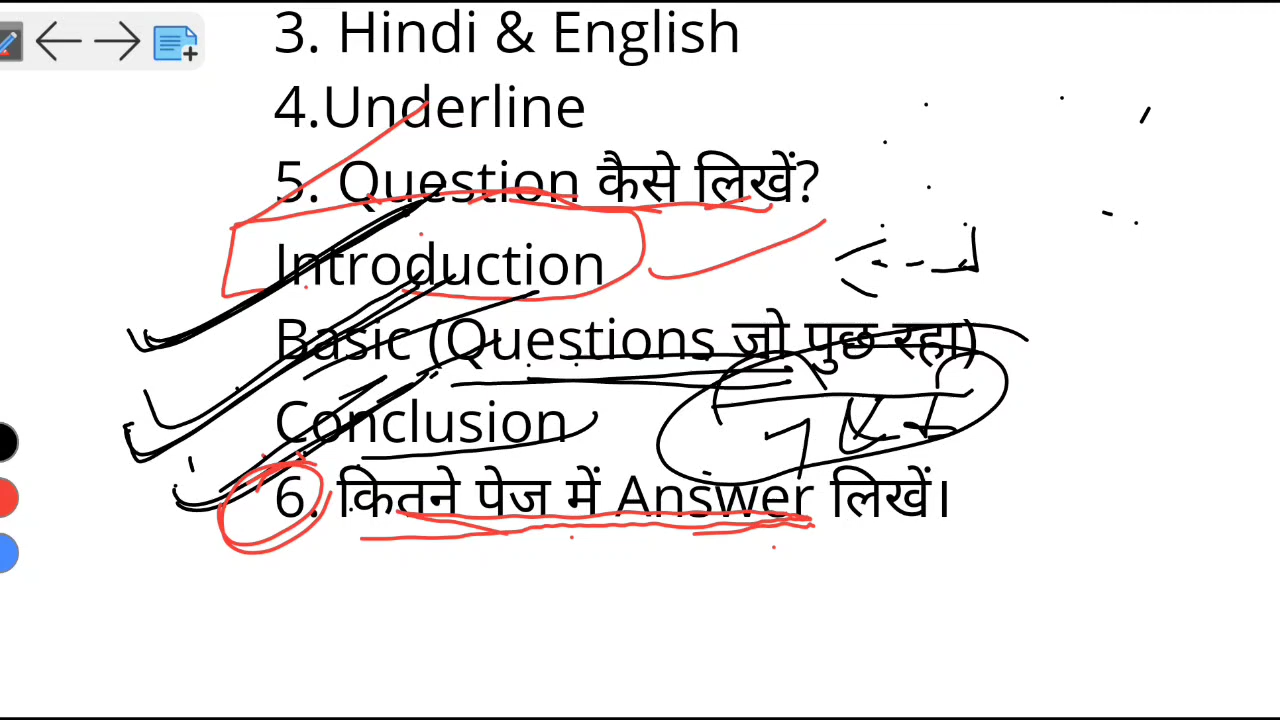 3. Hindi & English
4.Underline
5. Question कैसे लिखें?
Introduction
Basic (Questions जो पुछ रहा)
Conclusion
6. कितने पेज में Answer लिखें।